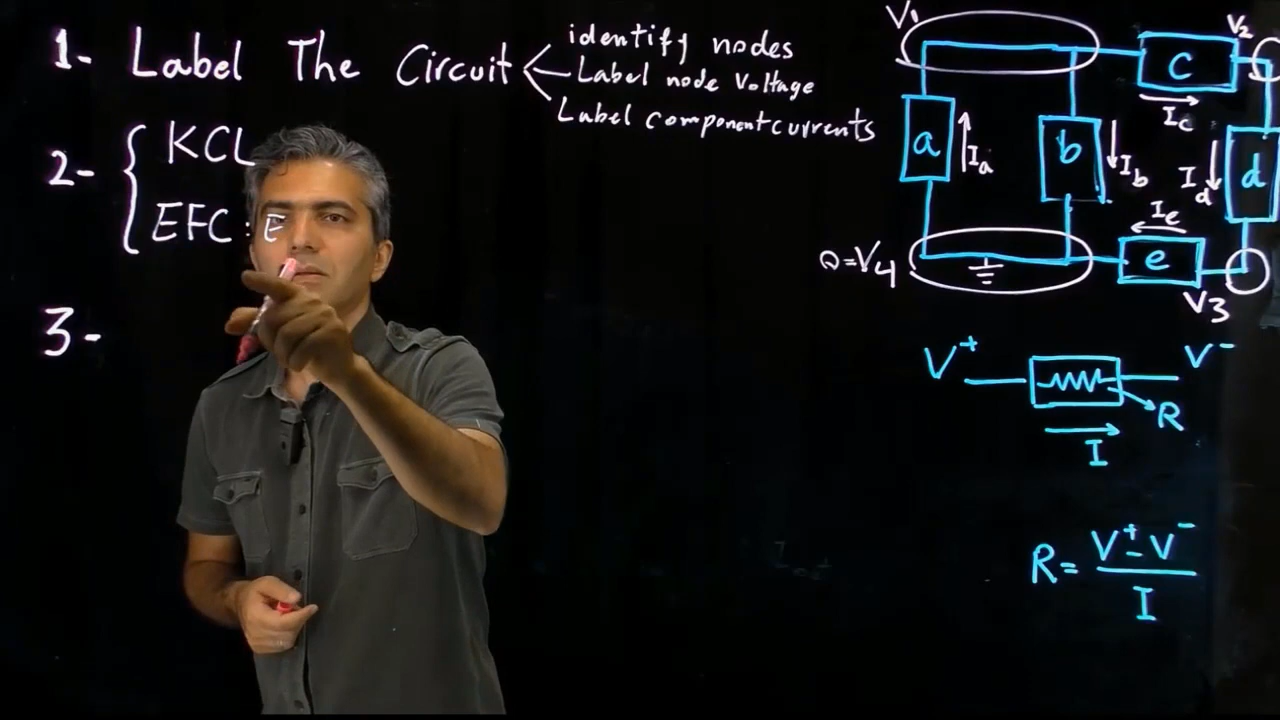 1- Label The Circuit
identify nodes
Label node Voltage
Label component currents
2- { KCL
EFC: E
3-
V1
V2
c
Ic
a
Ia
b
Ib
Id
d
Ie
e
0=V4
V3
V+
V-
R
I
R= V+-V-
I